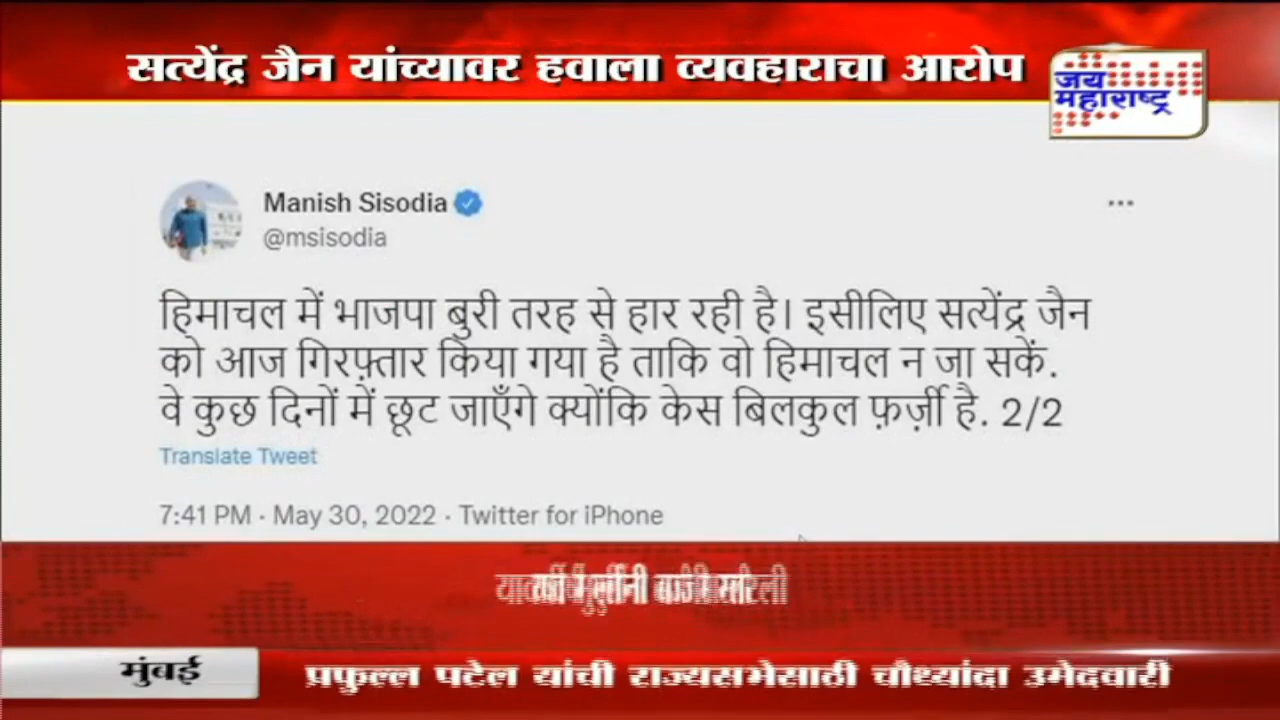 सत्येंद्र जैन यांच्यावर हवाला व्यवहाराचा आरोप
जय
महाराष्ट्र
Manish Sisodia
@msisodia
हिमाचल में भाजपा बुरी तरह से हार रही है। इसीलिए सत्येंद्र जैन
को आज गिरफ़्तार किया गया है ताकि वो हिमाचल न जा सकें.
वे कुछ दिनों में छूट जाएँगे क्योंकि केस बिलकुल फ़र्ज़ी है. 2/2
Translate Tweet
7:41 PM · May 30, 2022 · Twitter for iPhone
मुंबई
प्रफुल्ल पटेल यांची राज्यसभेसाठी चौथ्यांदा उमेदवारी